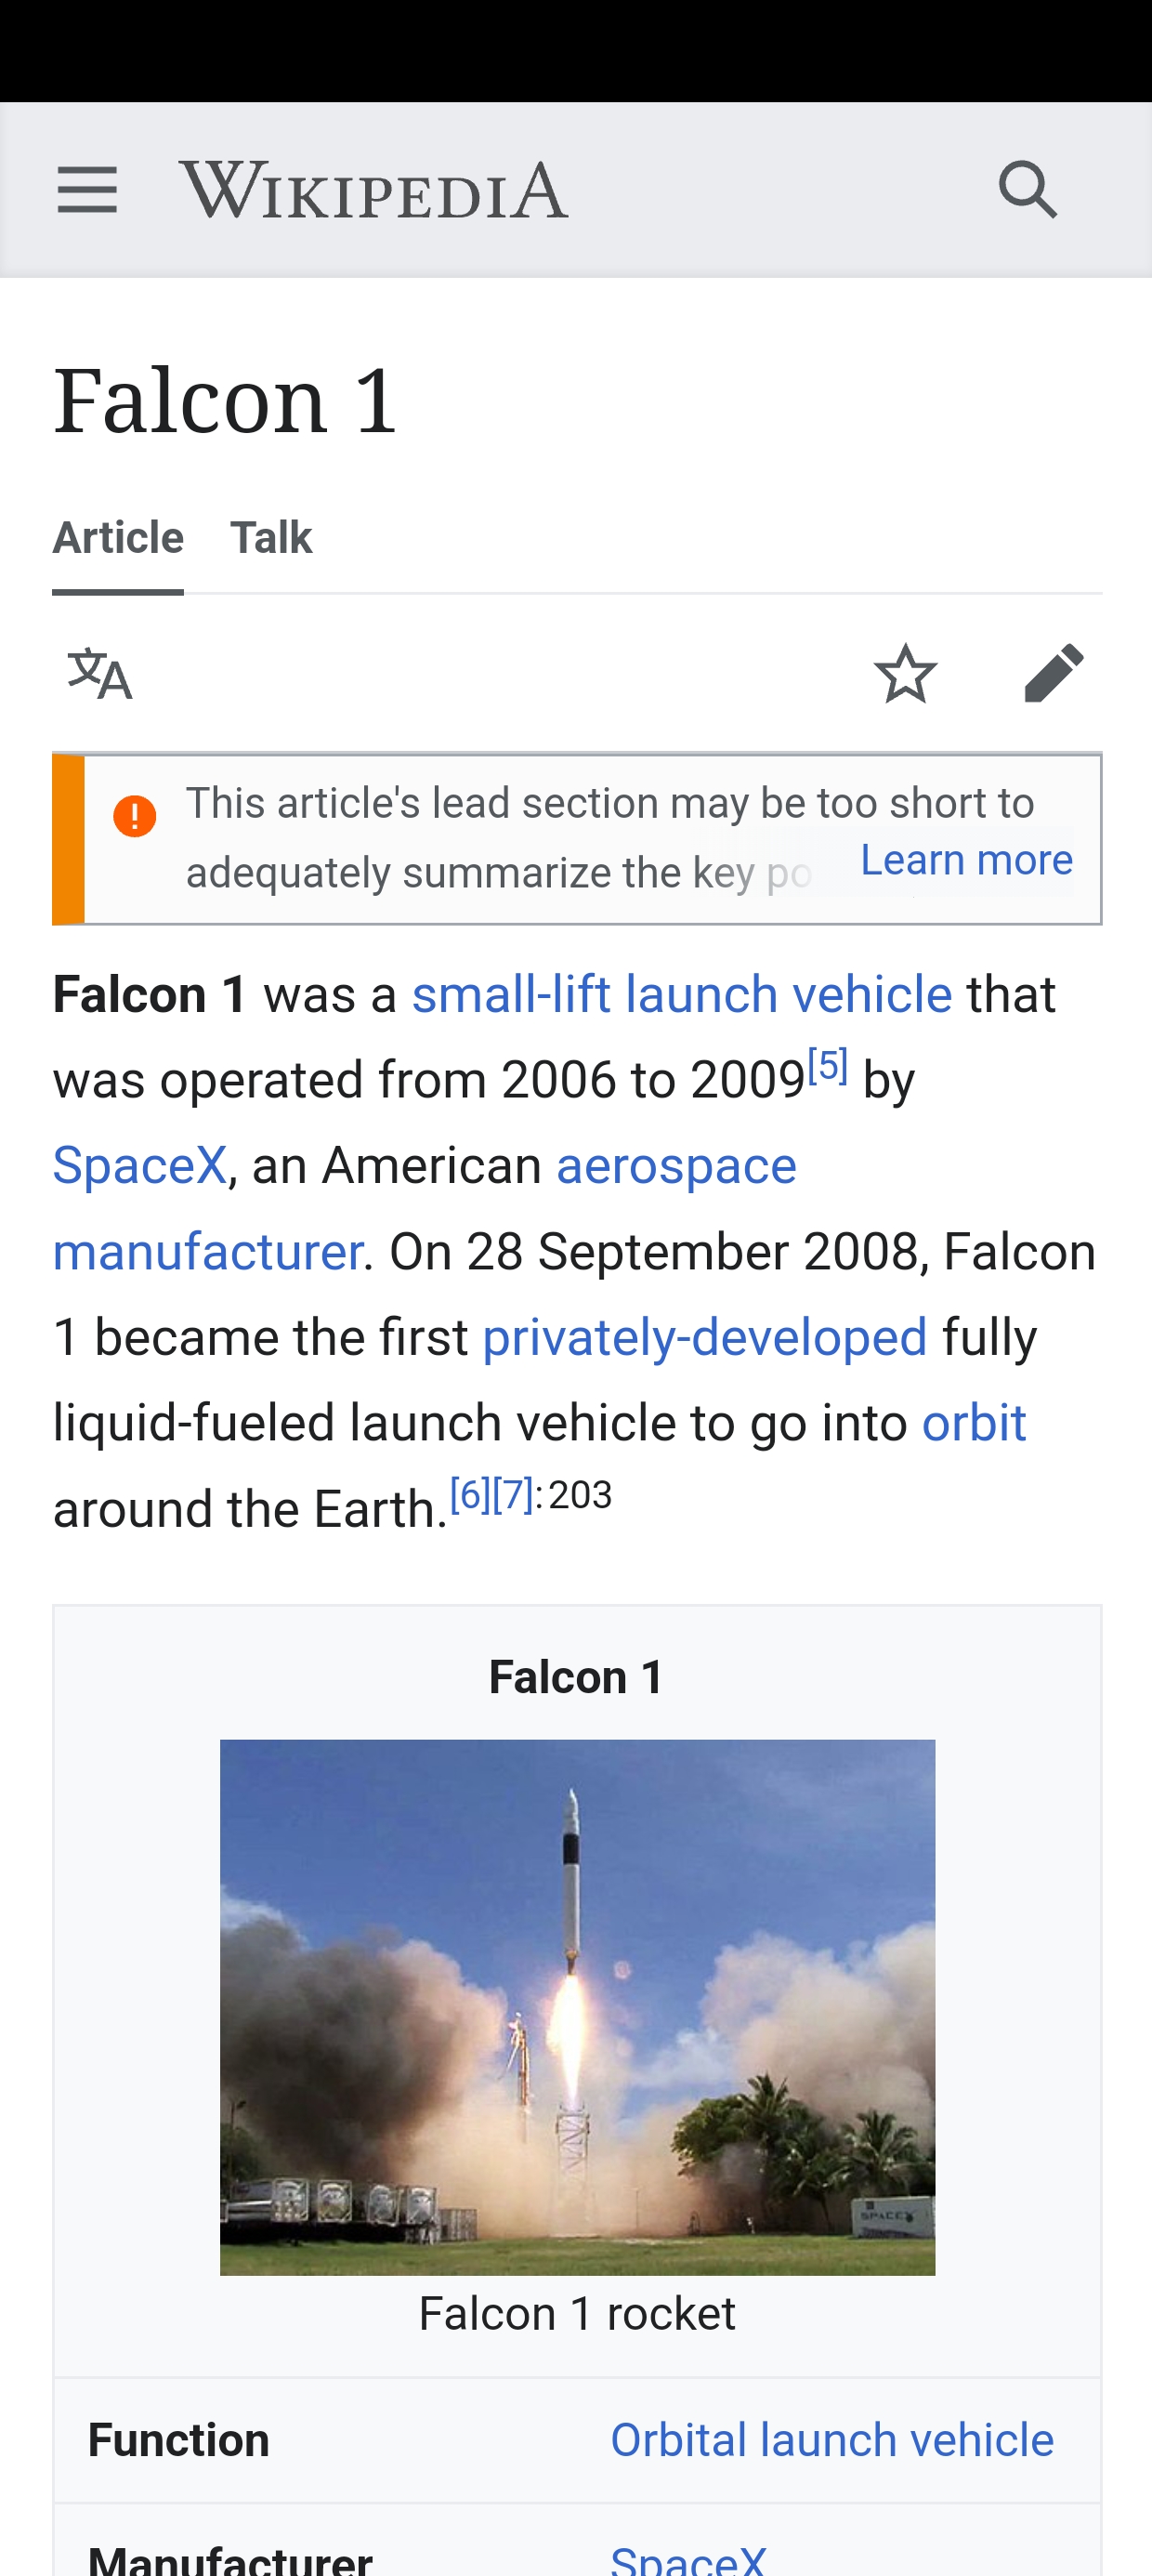 WIKIPEDIA
Falcon 1
Article Talk
文A
This article's lead section may be too short to
adequately summarize the key po Learn more
Falcon 1 was a small-lift launch vehicle that
was operated from 2006 to 2009[5] by
SpaceX, an American aerospace
manufacturer. On 28 September 2008, Falcon
1 became the first privately-developed fully
liquid-fueled launch vehicle to go into orbit
around the Earth.[6][7]:203
Falcon 1
SPACEX
Falcon 1 rocket
Function Orbital launch vehicle
Manufacturer SpaceX